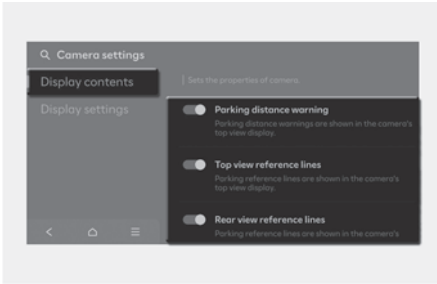 Camera settings
Display contents
Sets the properties of camera.
Display settings
Parking distance warning
Parking distance warnings are shown in the camera's
top view display.
Top view reference lines
Parking reference lines are shown in the camera's
top view display.
Rear view reference lines
Parking reference lines are shown in the camera's